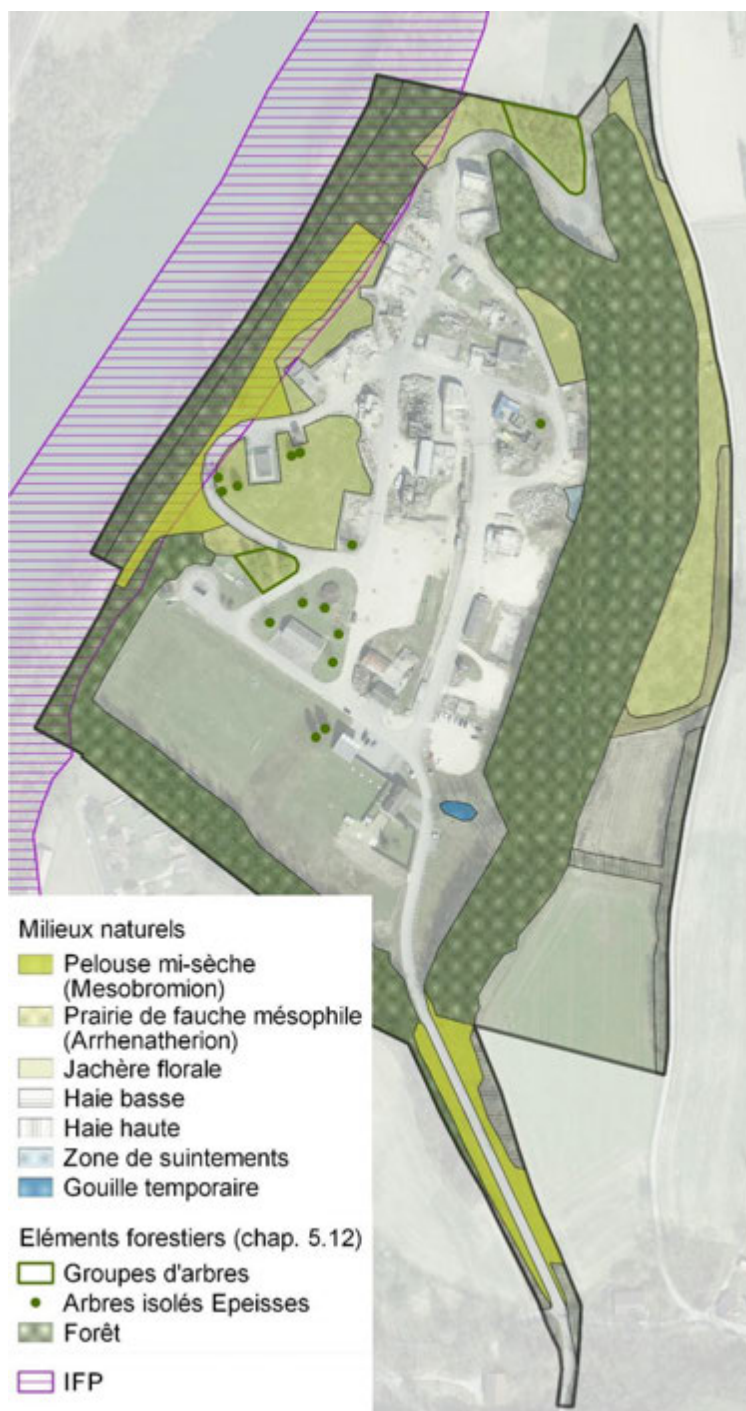 Milieux naturels
Pelouse mi-sèche
(Mesobromion)
Prairie de fauche mésophile
(Arrhenatherion)
Jachère florale
Haie basse
Haie haute
Zone de suintements
Gouille temporaire
Eléments forestiers (chap. 5.12)
Groupes d'arbres
Arbres isolés Epeisses
Forêt
IFP